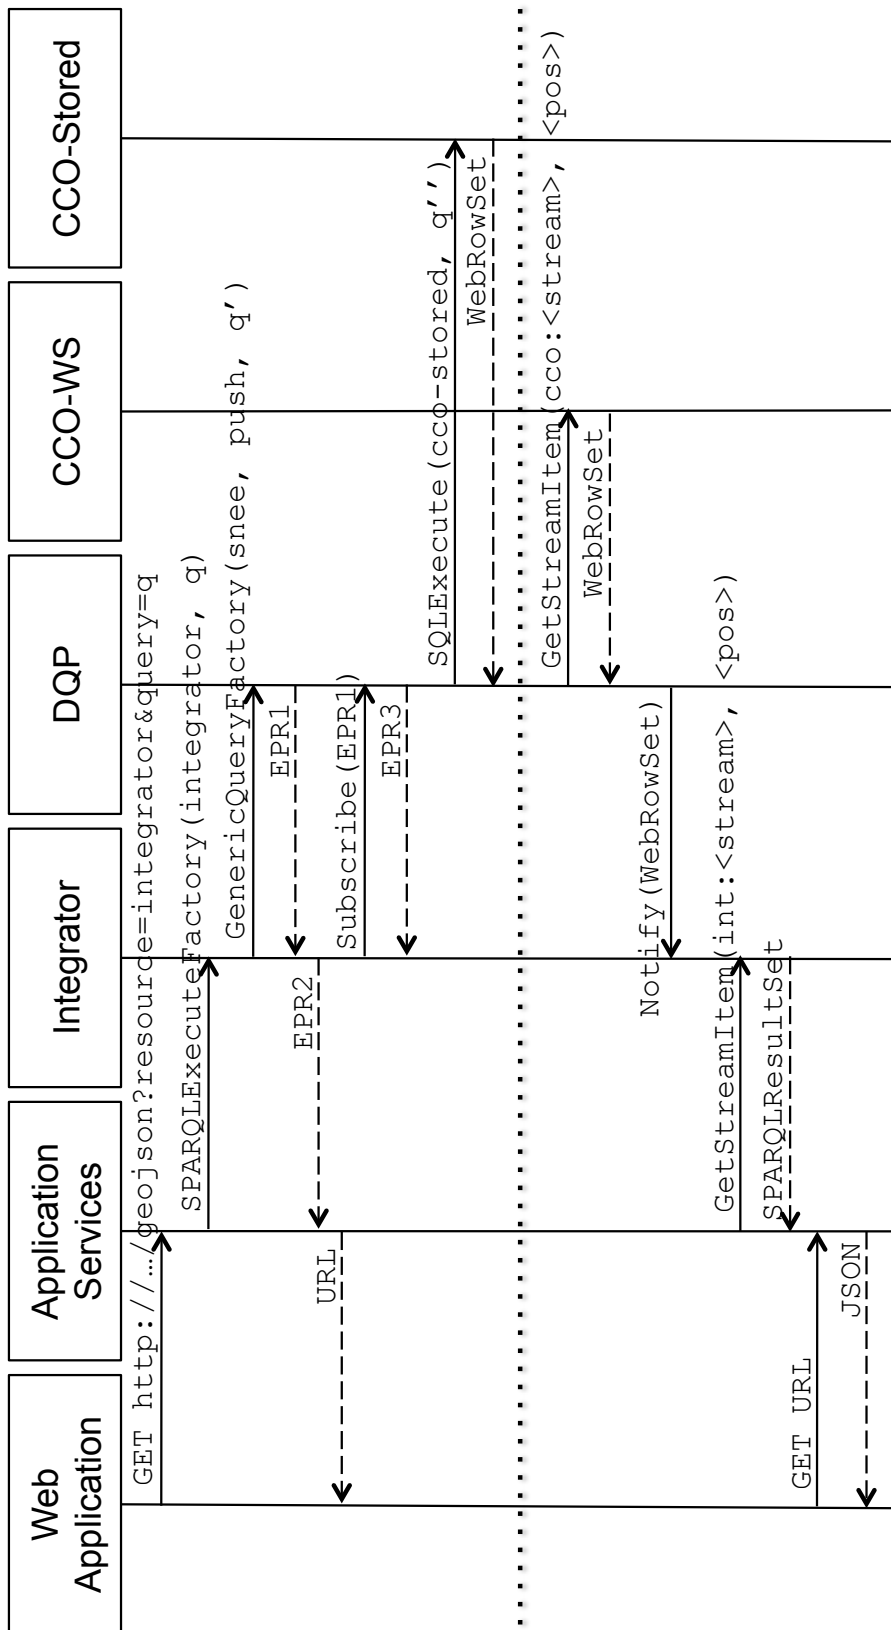 Web
Application
Application
Services
Integrator
DQP
CCO-WS
CCO-Stored
GET http://…/geojson?resource=integrator&query=q
SPARQLExecuteFactory(integrator, q)
GenericQueryFactory(snee, push, q′)
EPR1
EPR2
URL
Subscribe(EPR1)
EPR3
SQLExecute(cco-stored, q′′)
WebRowSet
GetStreamItem(cco:<stream>, <pos>)
WebRowSet
Notify(WebRowSet)
GetStreamItem(int:<stream>, <pos>)
SPARQLResultSet
GET URL
JSON